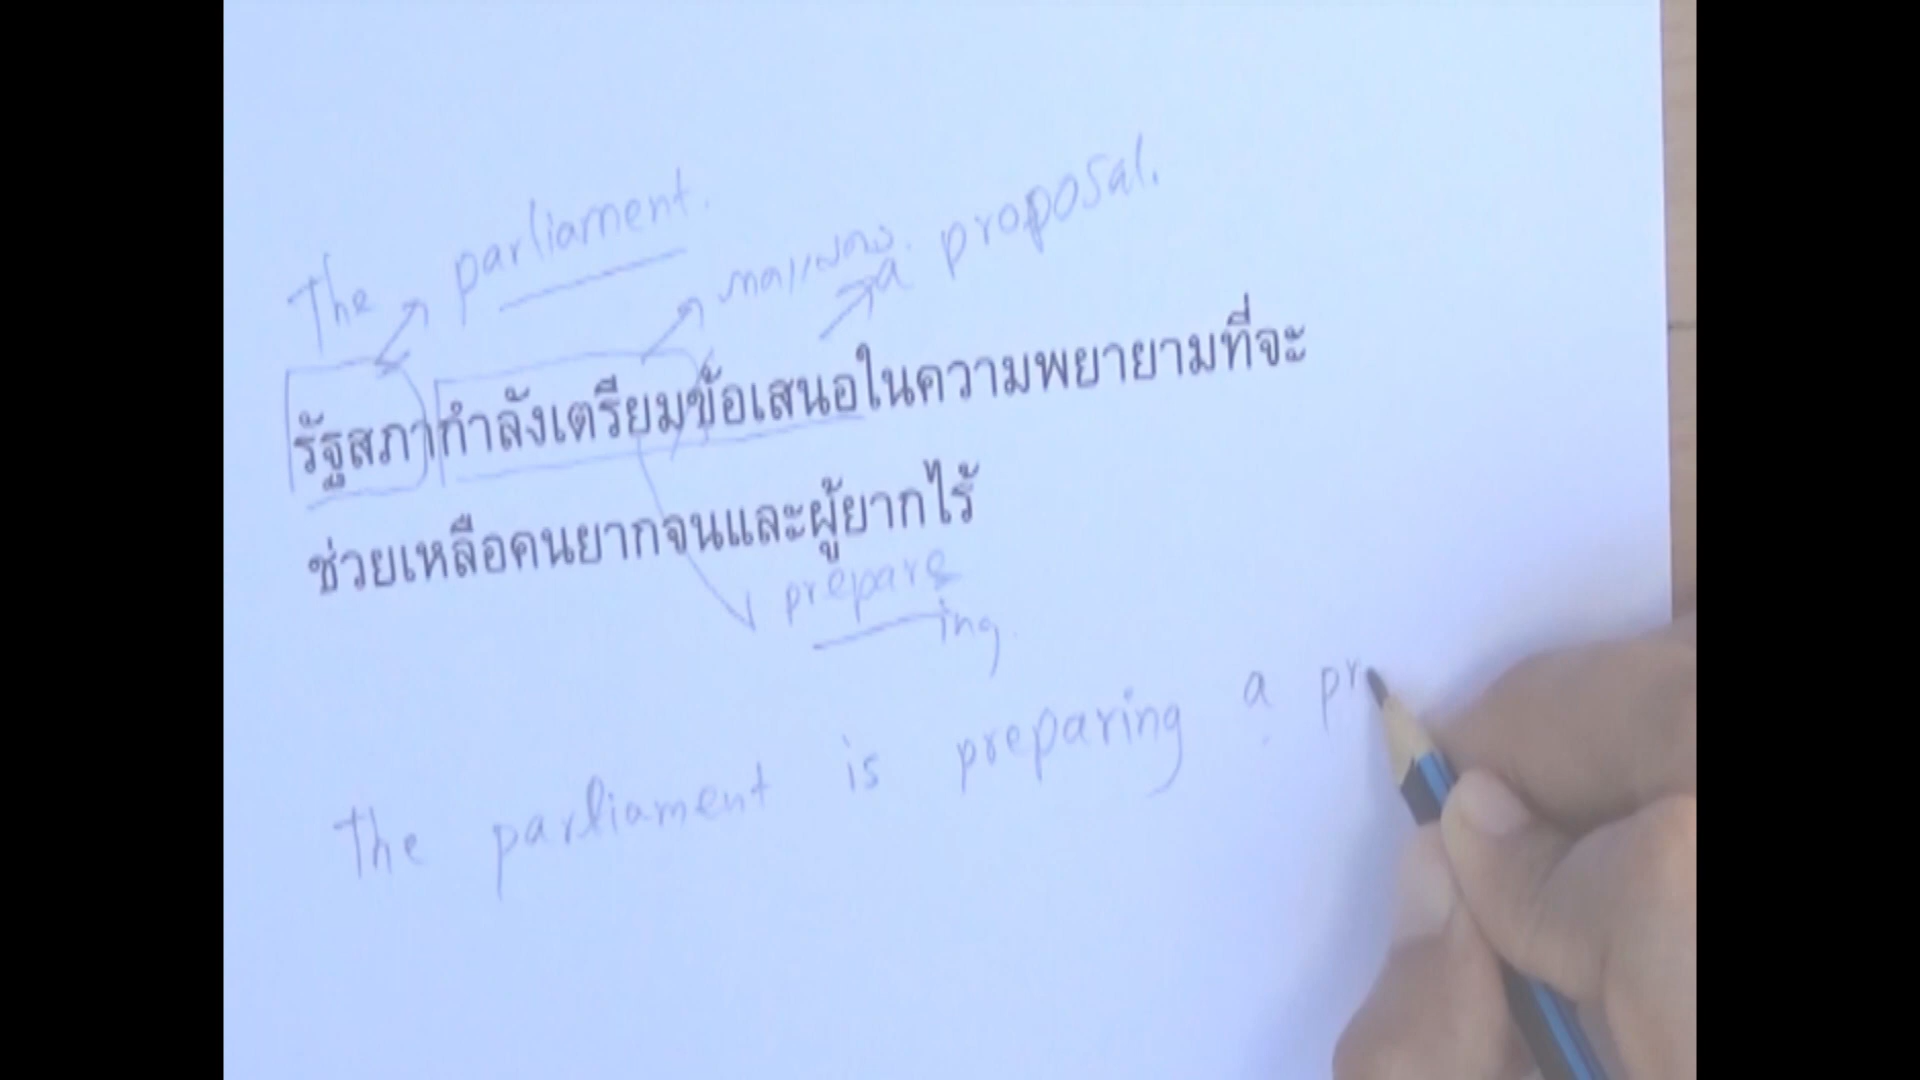 The parliament.
a proposal.
รัฐสภากำลังเตรียมข้อเสนอในความพยายามที่จะ
ช่วยเหลือคนยากจนและผู้ยากไร้
prepare
ing
The parliament is preparing a pr